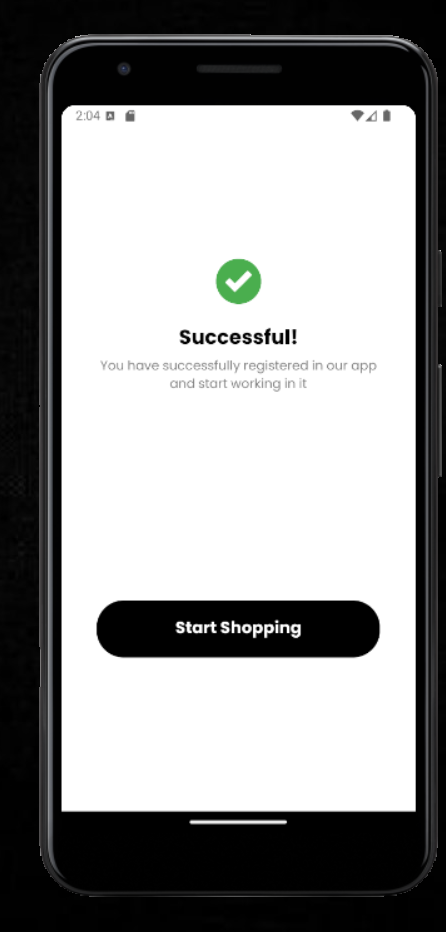 2:04
Successful!
You have successfully registered in our app
and start working in it
Start Shopping